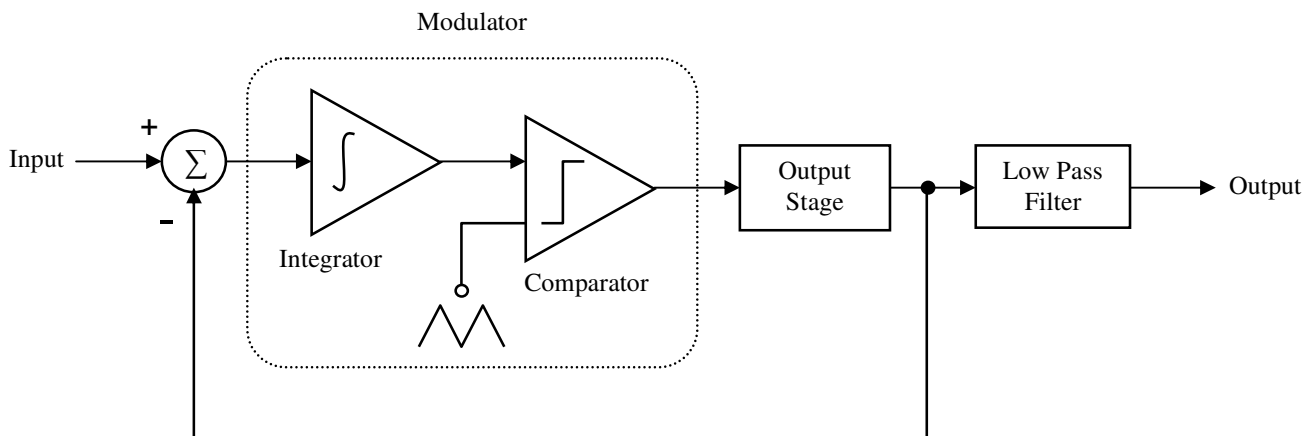 Modulator
+
Input
Σ
∫
Output
Stage
Low Pass
Filter
Output
-
Integrator
Comparator